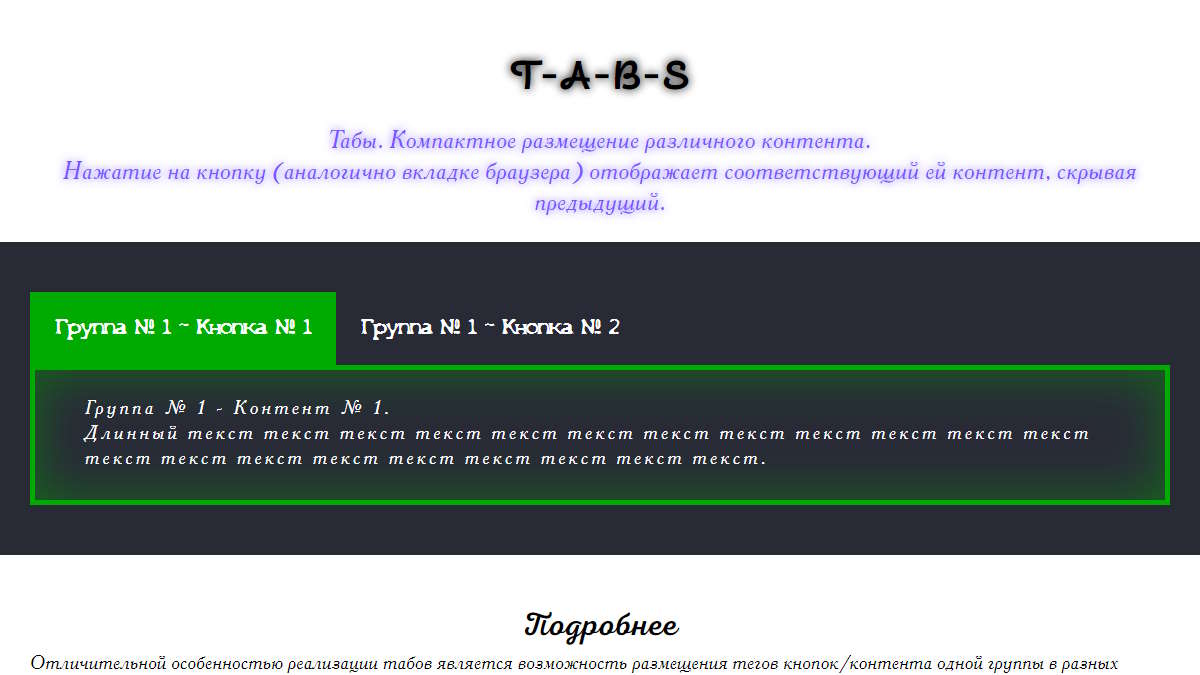 T-A-B-S
Табы. Компактное размещение различного контента.
Нажатие на кнопку (аналогично вкладке браузера) отображает соответствующий ей контент, скрывая
предыдущий.
Группа № 1 ~ Кнопка № 1 Группа № 1 ~ Кнопка № 2
Группа № 1 - Контент № 1.
Длинный текст текст текст текст текст текст текст текст текст текст текст текст
текст текст текст текст текст текст текст текст текст.
Подробнее
Отличительной особенностью реализации табов является возможность размещения тегов кнопок/контента одной группы в разных